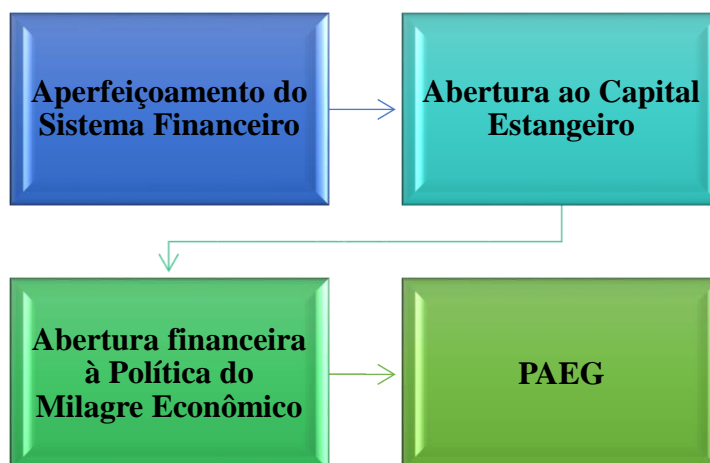 Aperfeiçoamento do
Sistema Financeiro
Abertura ao Capital
Estangeiro
Abertura financeira
à Política do
Milagre Econômico
PAEG